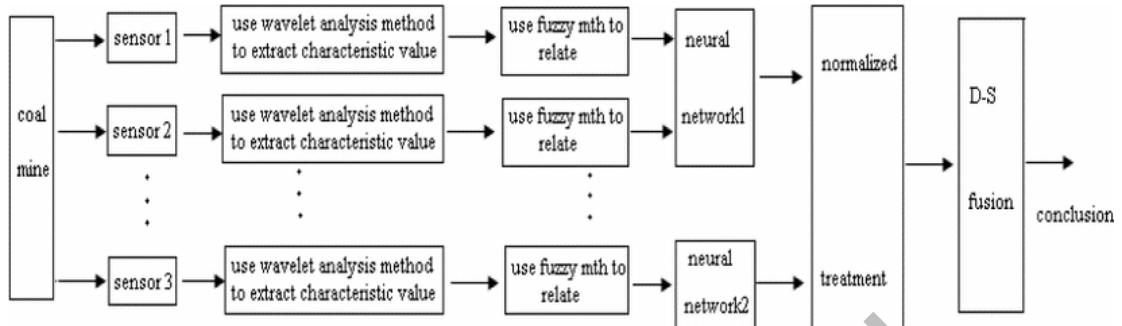 coal
mine
sensor 1
use wavelet analysis method
to extract characteristic value
use fuzzy mth to
relate
sensor 2
use wavelet analysis method
to extract characteristic value
use fuzzy mth to
relate
neural
network1
sensor 3
use wavelet analysis method
to extract characteristic value
use fuzzy mth to
relate
neural
network2
normalized
treatment
D-S
fusion
conclusion